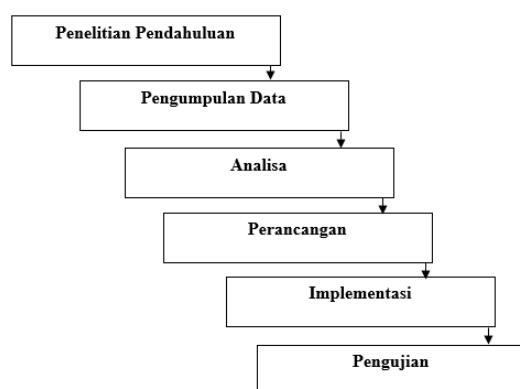 Penelitian Pendahuluan
Pengumpulan Data
Analisa
Perancangan
Implementasi
Pengujian